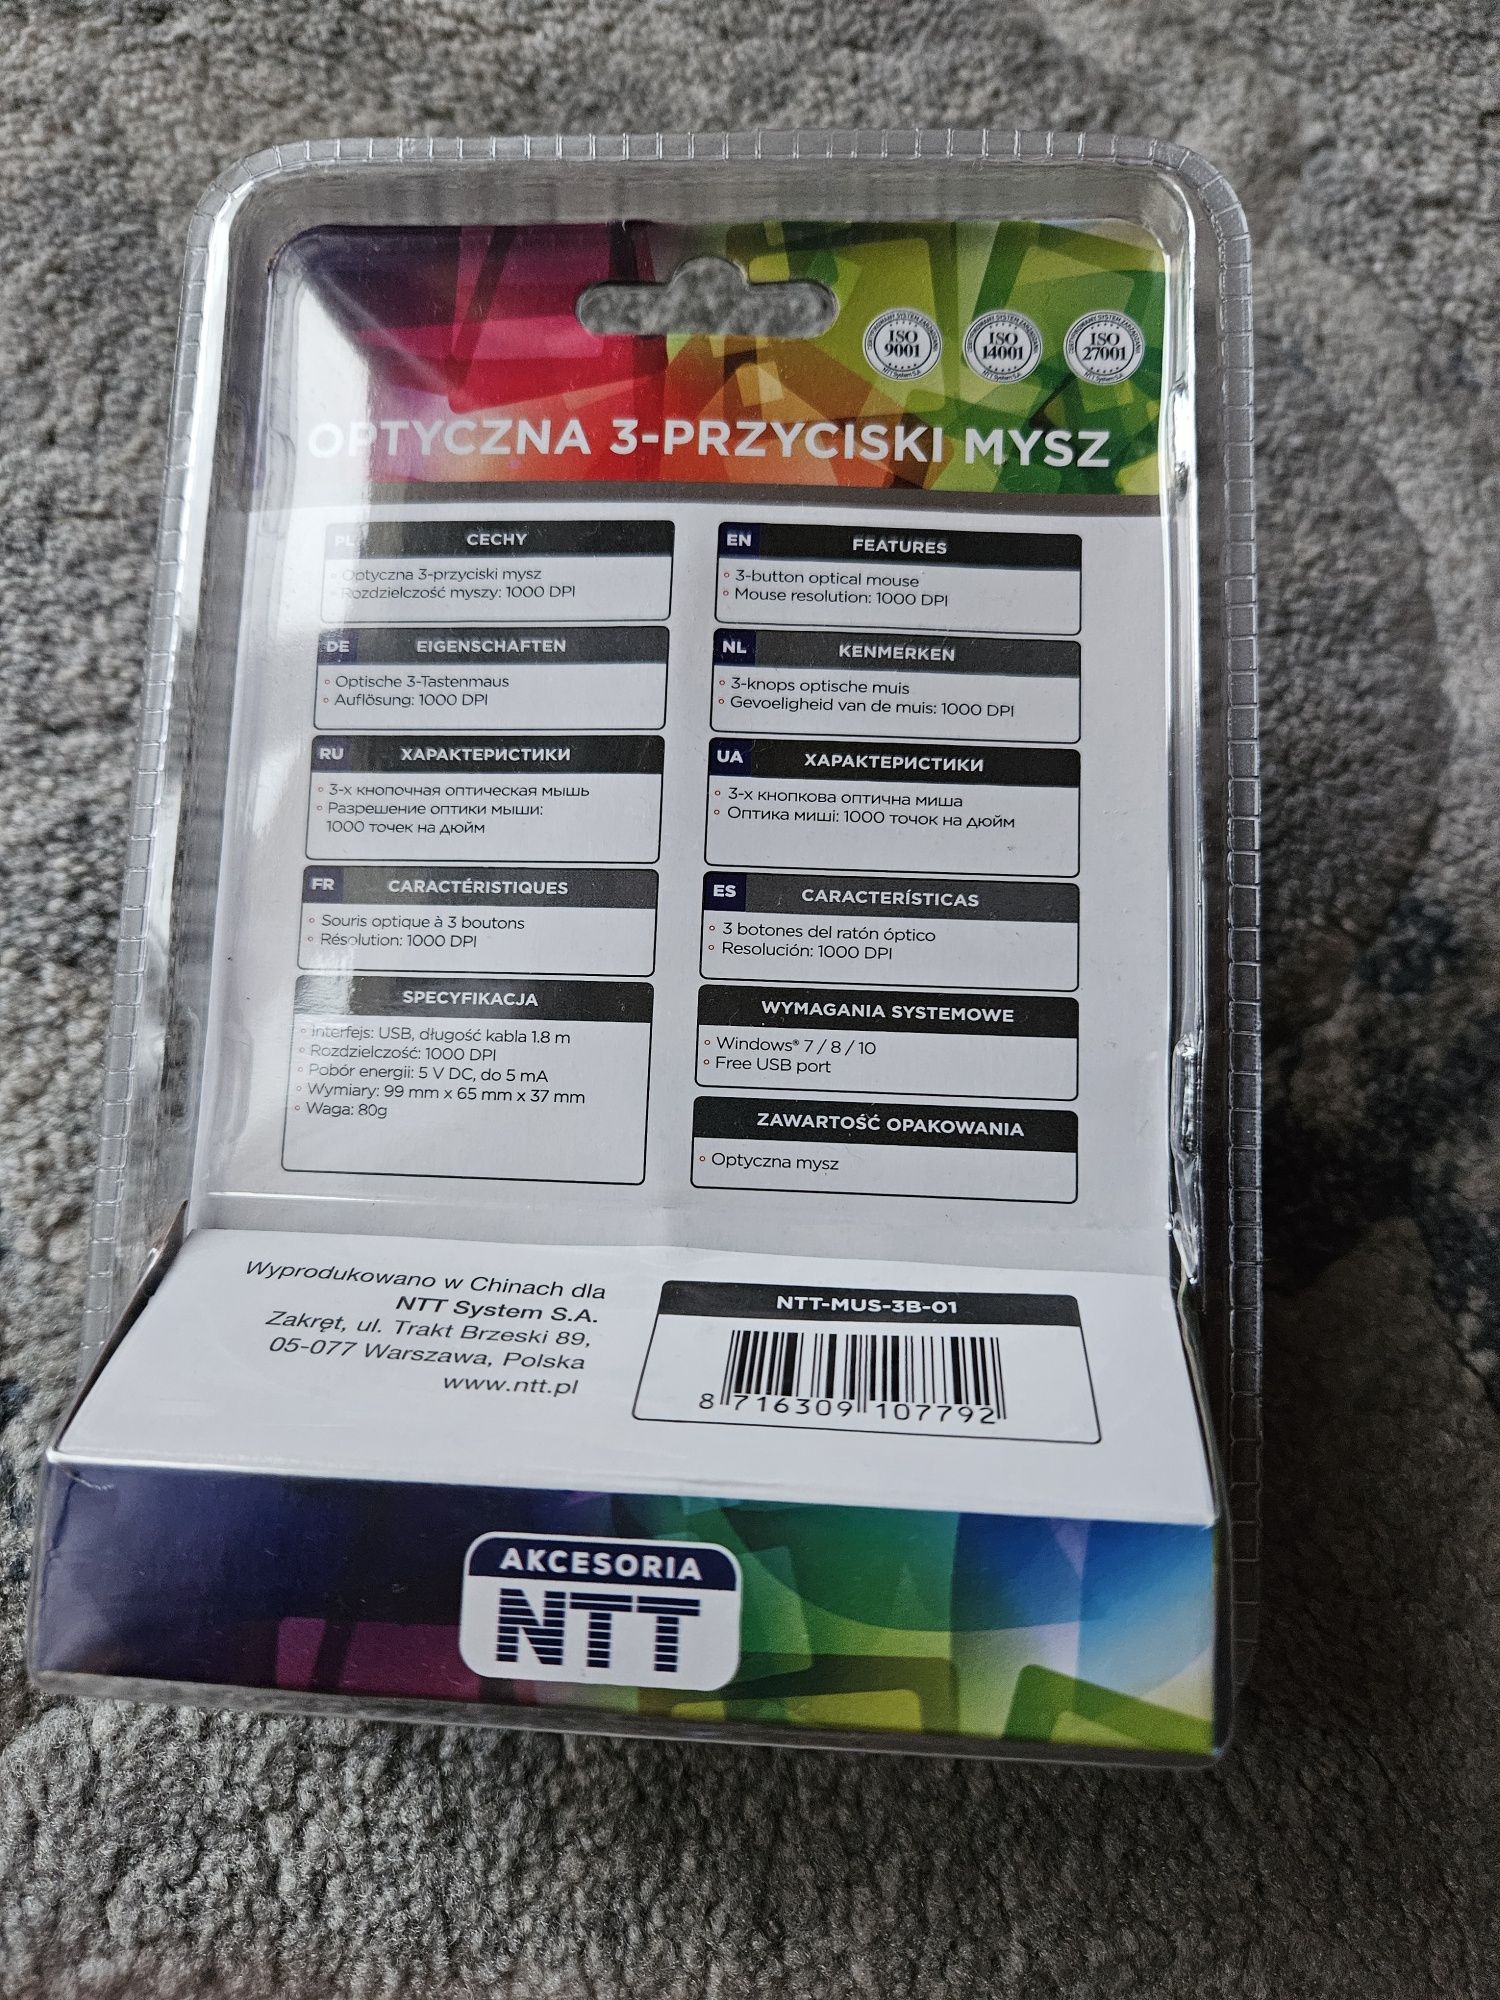 ISO
9001
NTT System S.A.
ISO
14001
NTT System S.A.
ISO
27001
NTT System S.A.
OPTYCZNA 3-PRZYCISKI MYSZ
PL CECHY
Optyczna 3-przyciski mysz
Rozdzielczość myszy: 1000 DPI
EN FEATURES
3-button optical mouse
Mouse resolution: 1000 DPI
DE EIGENSCHAFTEN
Optische 3-Tastenmaus
Auflösung: 1000 DPI
NL KENMERKEN
3-knops optische muis
Gevoeligheid van de muis: 1000 DPI
RU ХАРАКТЕРИСТИКИ
3-х кнопочная оптическая мышь
Разрешение оптики мыши:
1000 точек на дюйм
UA ХАРАКТЕРИСТИКИ
3-х кнопкова оптична миша
Оптика миші: 1000 точок на дюйм
FR CARACTÉRISTIQUES
Souris optique à 3 boutons
Résolution: 1000 DPI
ES CARACTERÍSTICAS
3 botones del ratón óptico
Resolución: 1000 DPI
SPECYFIKACJA
Interfejs: USB, długość kabla 1.8 m
Rozdzielczość: 1000 DPI
Pobór energii: 5 V DC, do 5 mA
Wymiary: 99 mm x 65 mm x 37 mm
Waga: 80g
WYMAGANIA SYSTEMOWE
Windows® 7 / 8 / 10
Free USB port
ZAWARTOŚĆ OPAKOWANIA
Optyczna mysz
Wyprodukowano w Chinach dla
NTT System S.A.
Zakręt, ul. Trakt Brzeski 89,
05-077 Warszawa, Polska
www.ntt.pl
NTT-MUS-3B-01
8 716309 107792
AKCESORIA
NTT